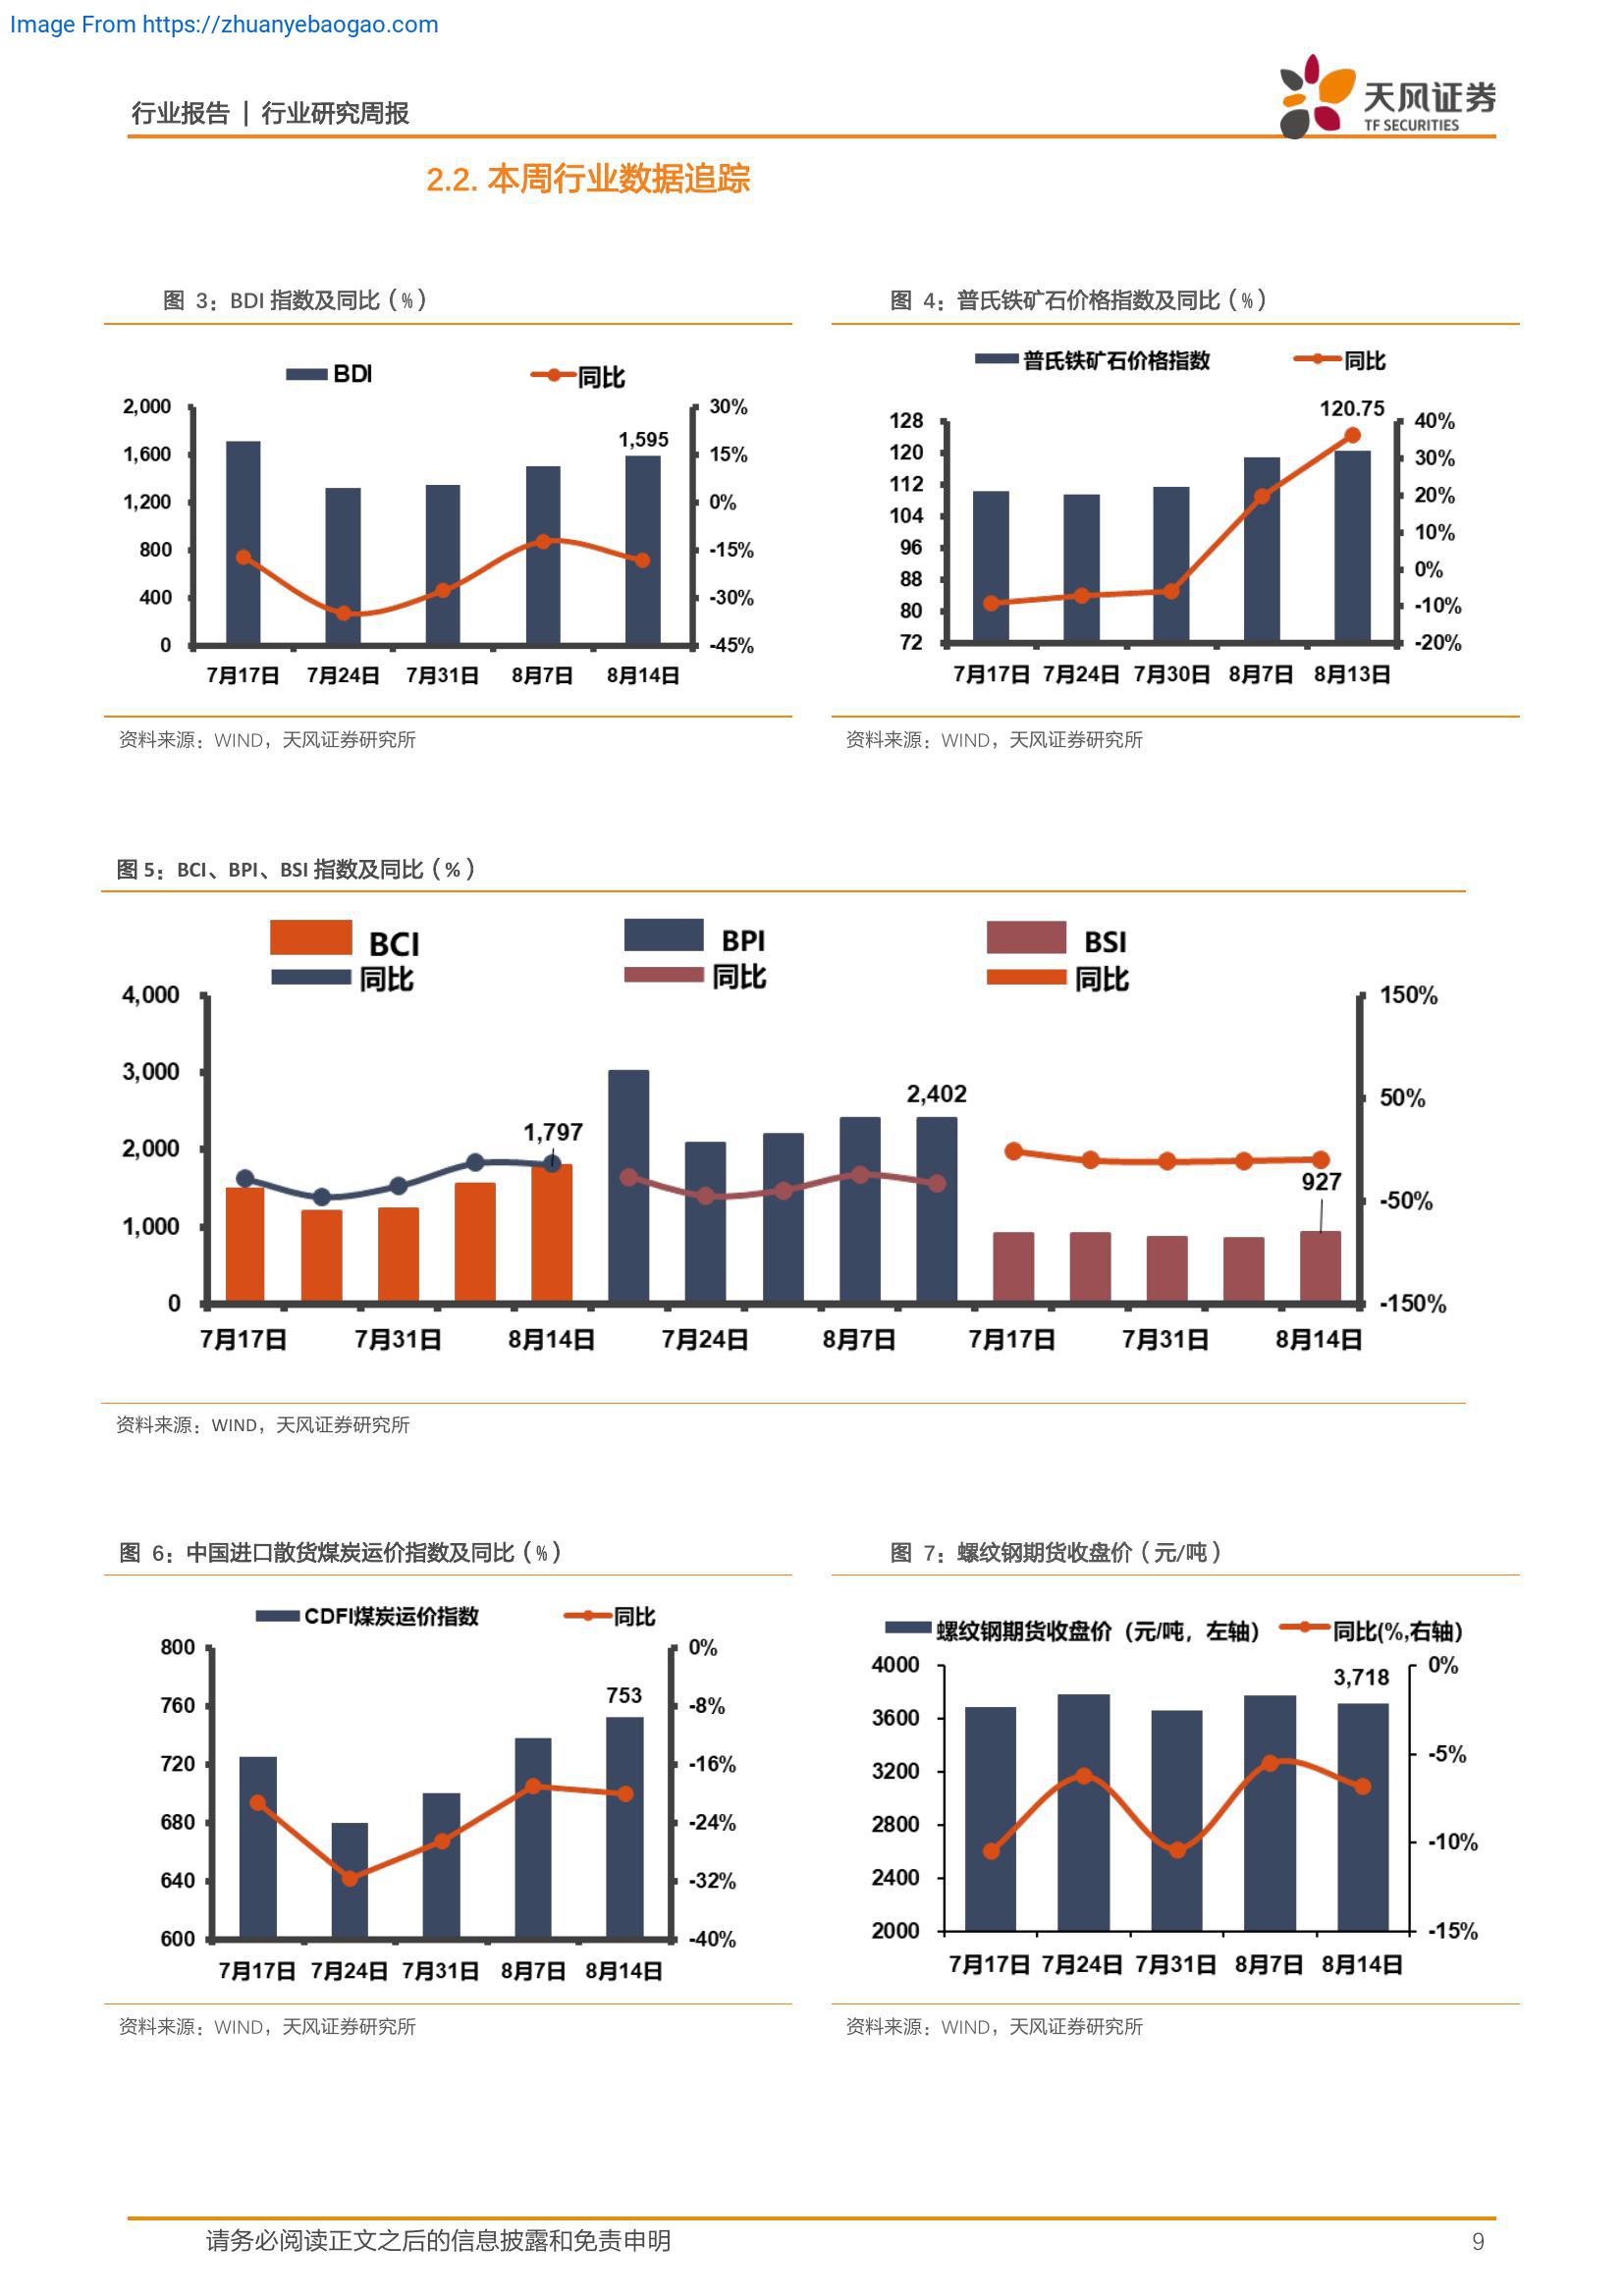 Image From https://zhuanyebaogao.com
行业报告 | 行业研究周报
天风证券
TF SECURITIES
2.2. 本周行业数据追踪
图 3：BDI 指数及同比（%）
BDI 同比
2,000 30%
1,600 15%
1,200 0%
800 -15%
400 -30%
0 -45%
1,595
7月17日 7月24日 7月31日 8月7日 8月14日
资料来源：WIND，天风证券研究所
图 4：普氏铁矿石价格指数及同比（%）
普氏铁矿石价格指数 同比
120.75
128 40%
120 30%
112 20%
104 10%
96 0%
88 -10%
80 -20%
72
7月17日 7月24日 7月30日 8月7日 8月13日
资料来源：WIND，天风证券研究所
图 5：BCI、BPI、BSI 指数及同比（%）
BCI BPI BSI
同比 同比 同比
4,000 150%
3,000 50%
2,000 -50%
1,000 -150%
0
1,797
2,402
927
7月17日 7月31日 8月14日 7月24日 8月7日 7月17日 7月31日 8月14日
资料来源：WIND，天风证券研究所
图 6：中国进口散货煤炭运价指数及同比（%）
CDFI煤炭运价指数 同比
800 0%
760 -8%
720 -16%
680 -24%
640 -32%
600 -40%
753
7月17日 7月24日 7月31日 8月7日 8月14日
资料来源：WIND，天风证券研究所
图 7：螺纹钢期货收盘价（元/吨）
螺纹钢期货收盘价（元/吨，左轴） 同比(%,右轴)
4000 0%
3600 -5%
3200 -10%
2800 -15%
2400
2000
3,718
7月17日 7月24日 7月31日 8月7日 8月14日
资料来源：WIND，天风证券研究所
请务必阅读正文之后的信息披露和免责申明 9